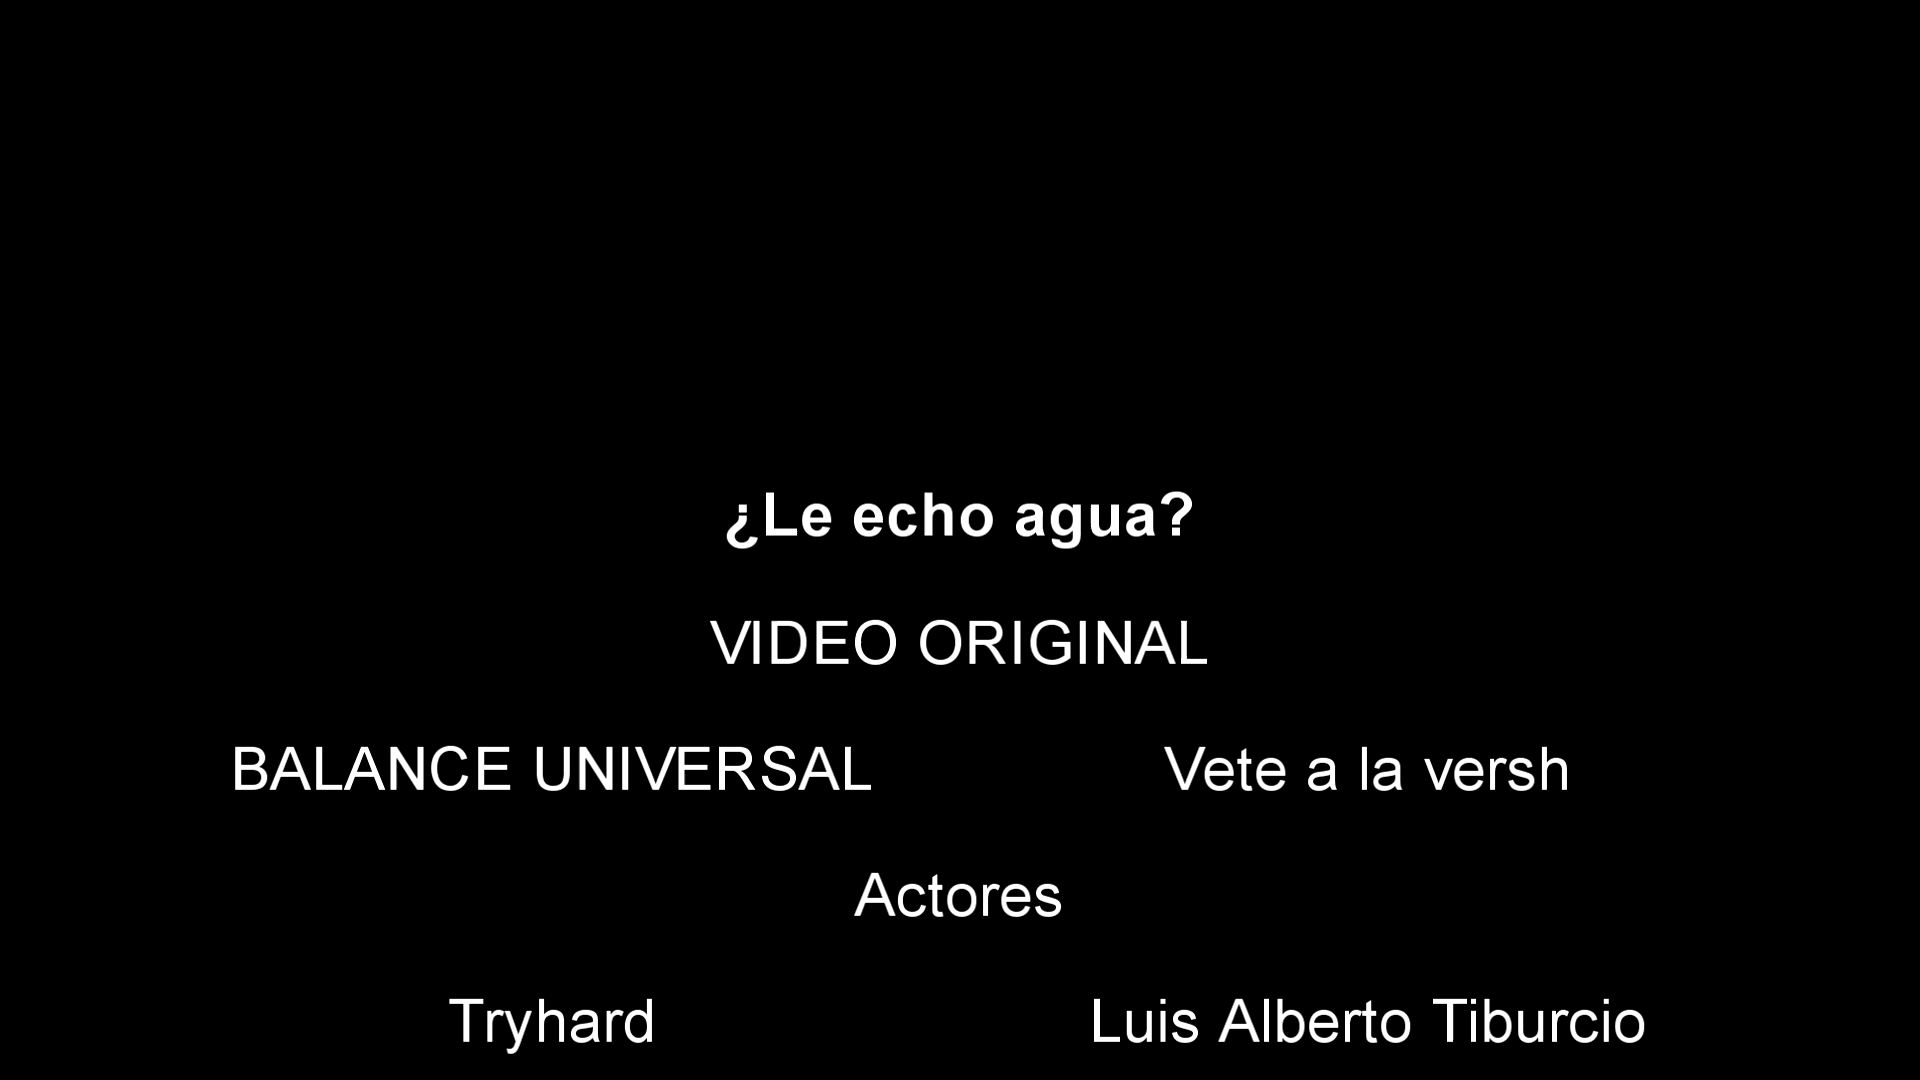 ¿Le echo agua?
VIDEO ORIGINAL
BALANCE UNIVERSAL Vete a la versh
Actores
Tryhard Luis Alberto Tiburcio